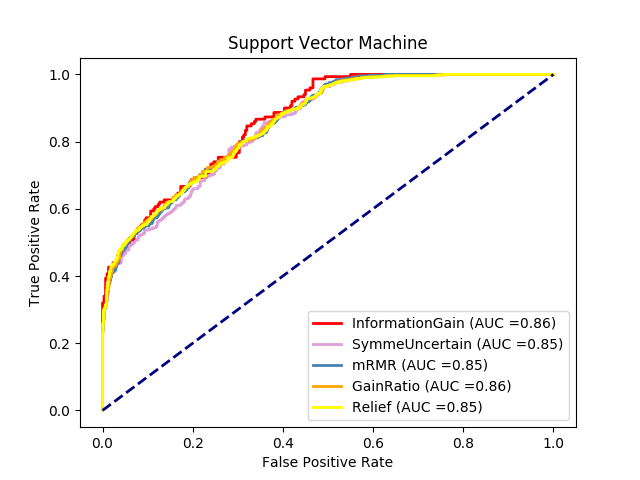 Support Vector Machine
1.0
0.8
0.6
0.4
0.2
0.0
True Positive Rate
InformationGain (AUC =0.86)
SymmeUncertain (AUC =0.85)
mRMR (AUC =0.85)
GainRatio (AUC =0.86)
Relief (AUC =0.85)
0.0 0.2 0.4 0.6 0.8 1.0
False Positive Rate